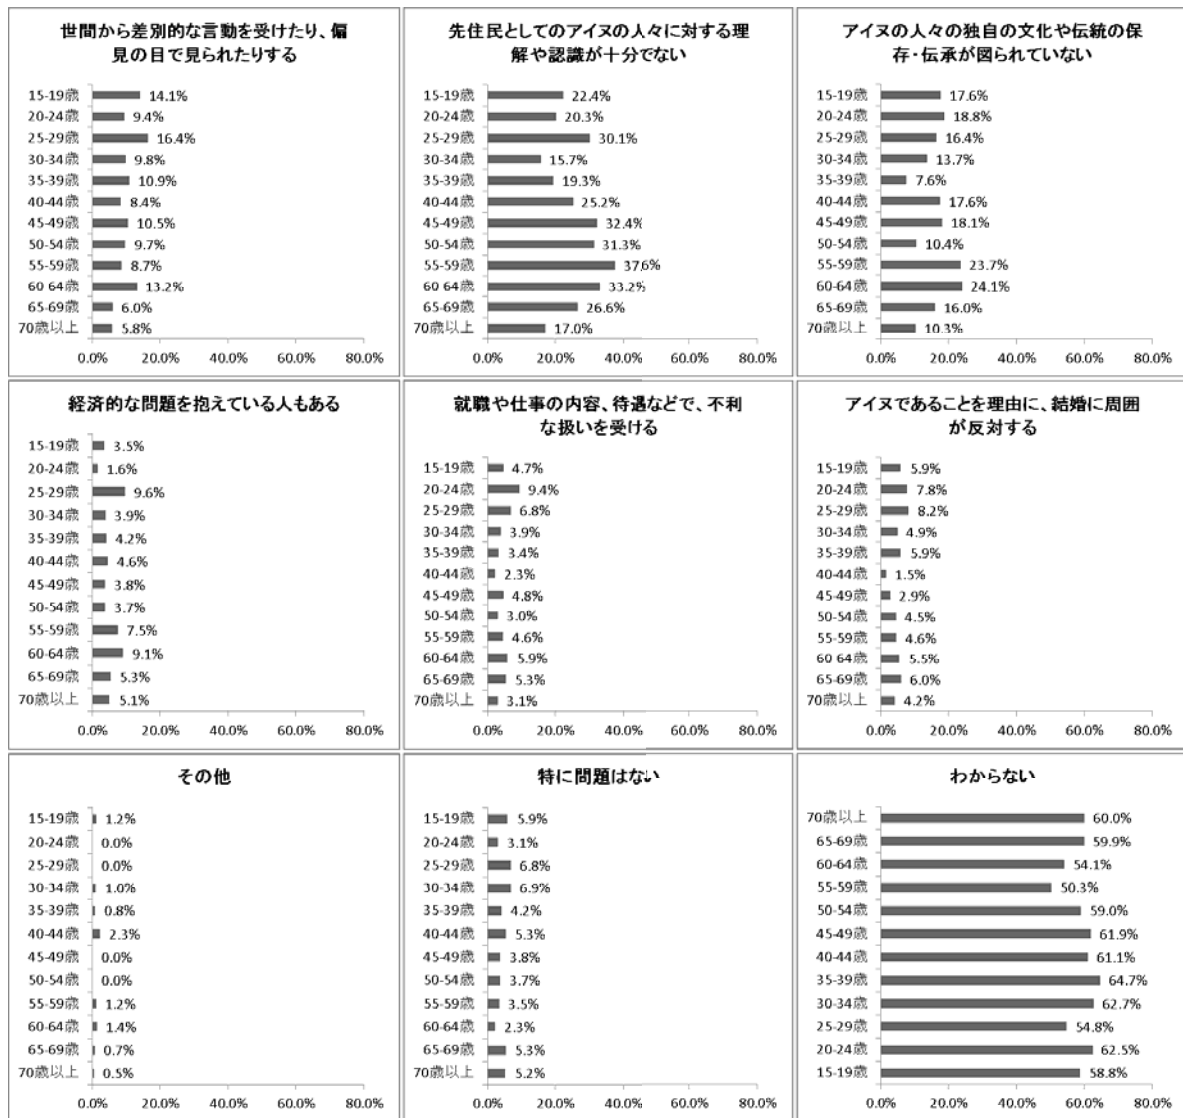 世間から差別的な言動を受けたり、偏
見の目で見られたりする
15-19歳 14.1%
20-24歳 9.4%
25-29歳 16.4%
30-34歳 9.8%
35-39歳 10.9%
40-44歳 8.4%
45-49歳 10.5%
50-54歳 9.7%
55-59歳 8.7%
60-64歳 13.2%
65-69歳 6.0%
70歳以上 5.8%
0.0% 20.0% 40.0% 60.0% 80.0%
先住民としてのアイヌの人々に対する理
解や認識が十分でない
15-19歳 22.4%
20-24歳 20.3%
25-29歳 30.1%
30-34歳 15.7%
35-39歳 19.3%
40-44歳 25.2%
45-49歳 32.4%
50-54歳 31.3%
55-59歳 37.6%
60-64歳 33.2%
65-69歳 26.6%
70歳以上 17.0%
0.0% 20.0% 40.0% 60.0% 80.0%
アイヌの人々の独自の文化や伝統の保
存・伝承が図られていない
15-19歳 17.6%
20-24歳 18.8%
25-29歳 16.4%
30-34歳 13.7%
35-39歳 7.6%
40-44歳 17.6%
45-49歳 18.1%
50-54歳 10.4%
55-59歳 23.7%
60-64歳 24.1%
65-69歳 16.0%
70歳以上 10.3%
0.0% 20.0% 40.0% 60.0% 80.0%
経済的な問題を抱えている人もある
15-19歳 3.5%
20-24歳 1.6%
25-29歳 9.6%
30-34歳 3.9%
35-39歳 4.2%
40-44歳 4.6%
45-49歳 3.8%
50-54歳 3.7%
55-59歳 7.5%
60-64歳 9.1%
65-69歳 5.3%
70歳以上 5.1%
0.0% 20.0% 40.0% 60.0% 80.0%
就職や仕事の内容、待遇などで、不利
な扱いを受ける
15-19歳 4.7%
20-24歳 9.4%
25-29歳 6.8%
30-34歳 3.9%
35-39歳 3.4%
40-44歳 2.3%
45-49歳 4.8%
50-54歳 3.0%
55-59歳 4.6%
60-64歳 5.9%
65-69歳 5.3%
70歳以上 3.1%
0.0% 20.0% 40.0% 60.0% 80.0%
アイヌであることを理由に、結婚に周囲
が反対する
15-19歳 5.9%
20-24歳 7.8%
25-29歳 8.2%
30-34歳 4.9%
35-39歳 5.9%
40-44歳 1.5%
45-49歳 2.9%
50-54歳 4.5%
55-59歳 4.6%
60-64歳 5.5%
65-69歳 6.0%
70歳以上 4.2%
0.0% 20.0% 40.0% 60.0% 80.0%
その他
15-19歳 1.2%
20-24歳 0.0%
25-29歳 0.0%
30-34歳 1.0%
35-39歳 0.8%
40-44歳 2.3%
45-49歳 0.0%
50-54歳 0.0%
55-59歳 1.2%
60-64歳 1.4%
65-69歳 0.7%
70歳以上 0.5%
0.0% 20.0% 40.0% 60.0% 80.0%
特に問題はない
15-19歳 5.9%
20-24歳 3.1%
25-29歳 6.8%
30-34歳 6.9%
35-39歳 4.2%
40-44歳 5.3%
45-49歳 3.8%
50-54歳 3.7%
55-59歳 3.5%
60-64歳 2.3%
65-69歳 5.3%
70歳以上 5.2%
0.0% 20.0% 40.0% 60.0% 80.0%
わからない
70歳以上 60.0%
65-69歳 59.9%
60-64歳 54.1%
55-59歳 50.3%
50-54歳 59.0%
45-49歳 61.9%
40-44歳 61.1%
35-39歳 64.7%
30-34歳 62.7%
25-29歳 54.8%
20-24歳 62.5%
15-19歳 58.8%
0.0% 20.0% 40.0% 60.0% 80.0%